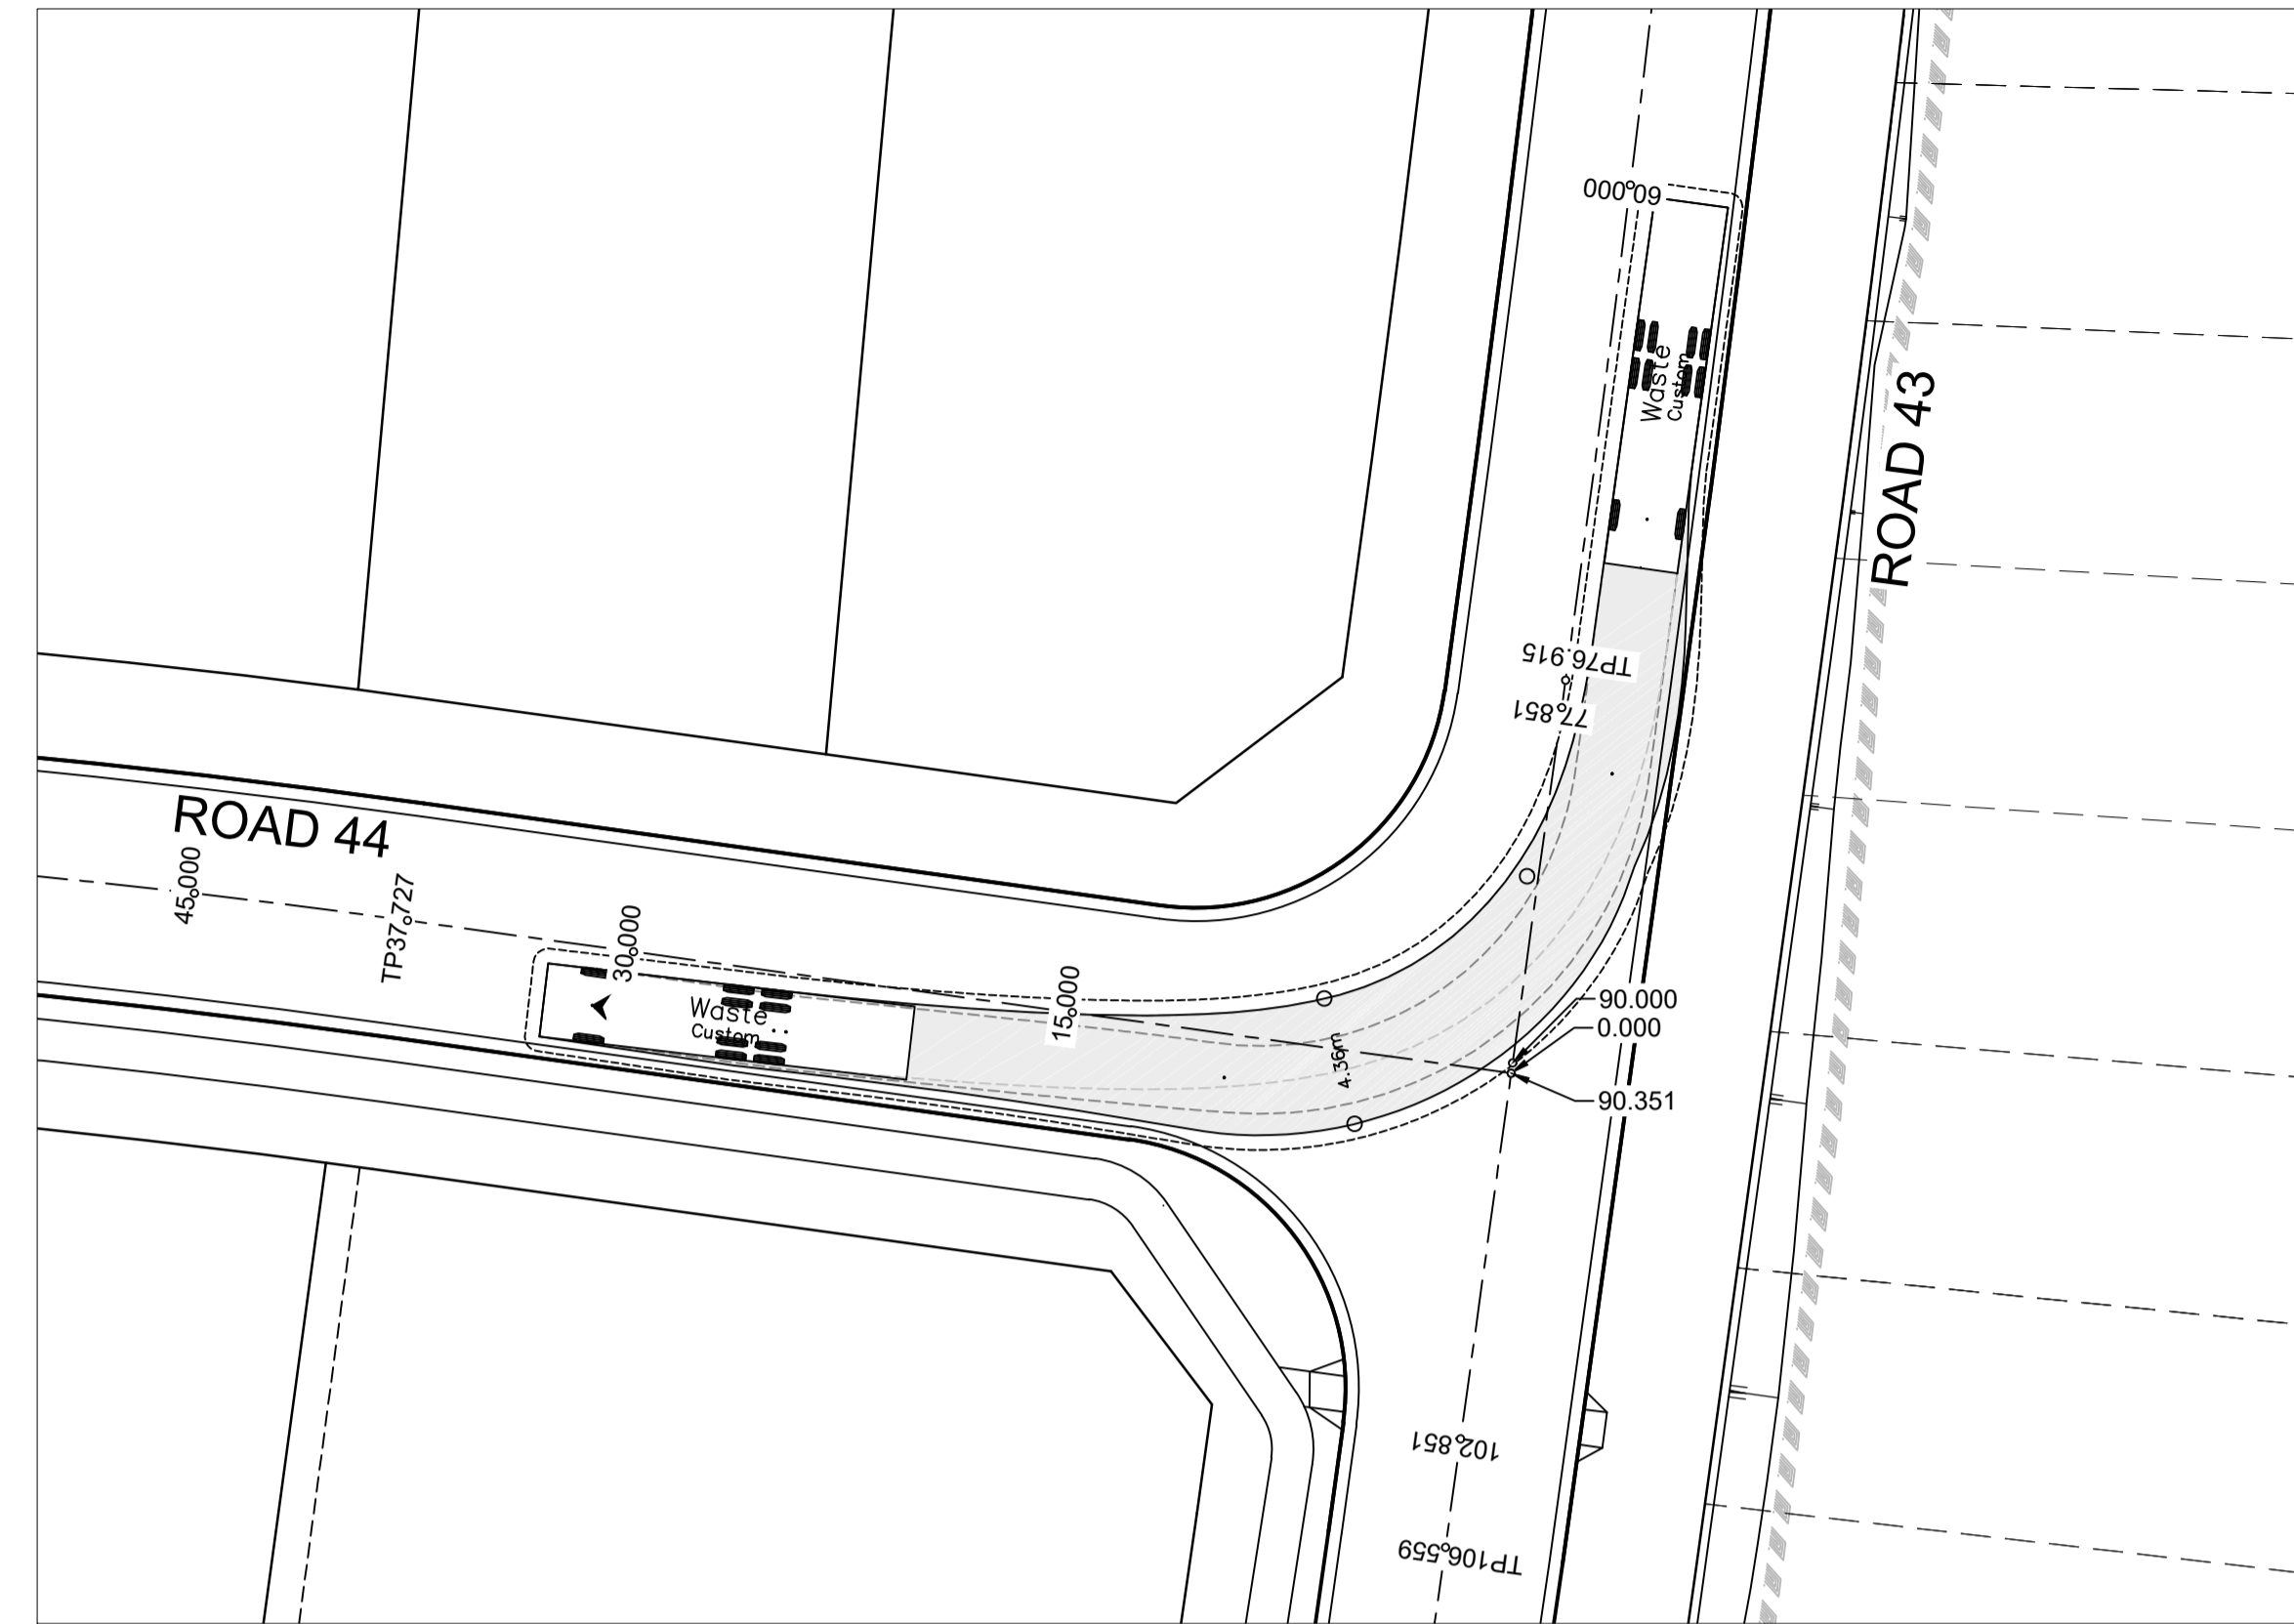 60.000
Waste
Custom
ROAD 43
TP76.915
77.851
ROAD 44
45.000
TP37.727
30.000
Waste..
Custom
15.000
4.36m
90.000
0.000
90.351
102.851
TP106.559